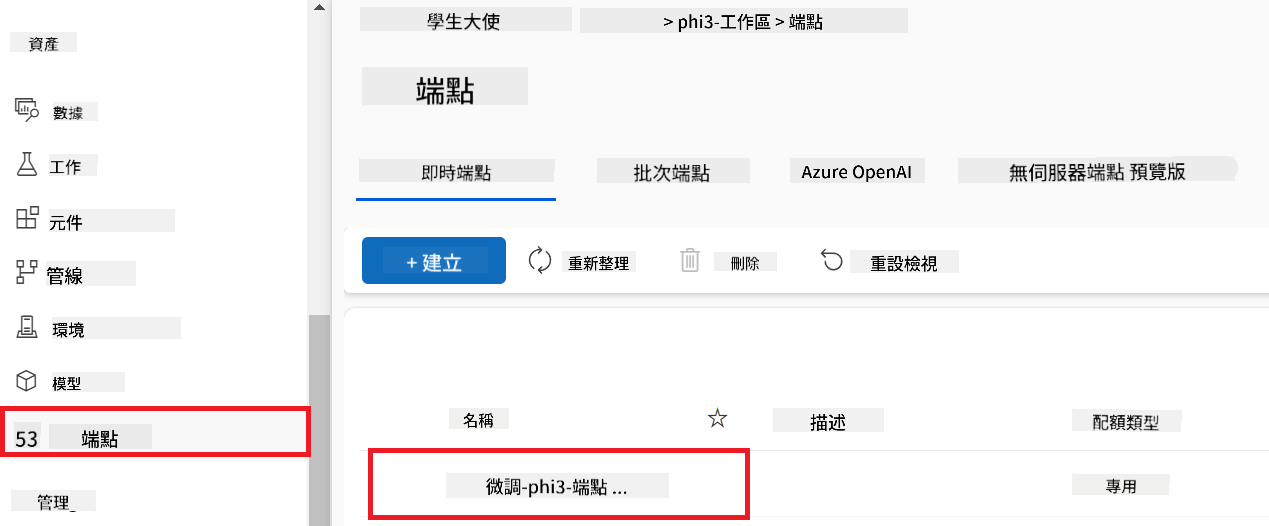 資產
數據
工作
元件
管線
環境
模型
53 端點
管理_
學生大使 > phi3-工作區 > 端點
端點
即時端點 批次端點 Azure OpenAI 無伺服器端點 預覽版
+ 建立 重新整理 刪除 重設檢視
名稱 描述 配額類型
微調-phi3-端點 ... 專用